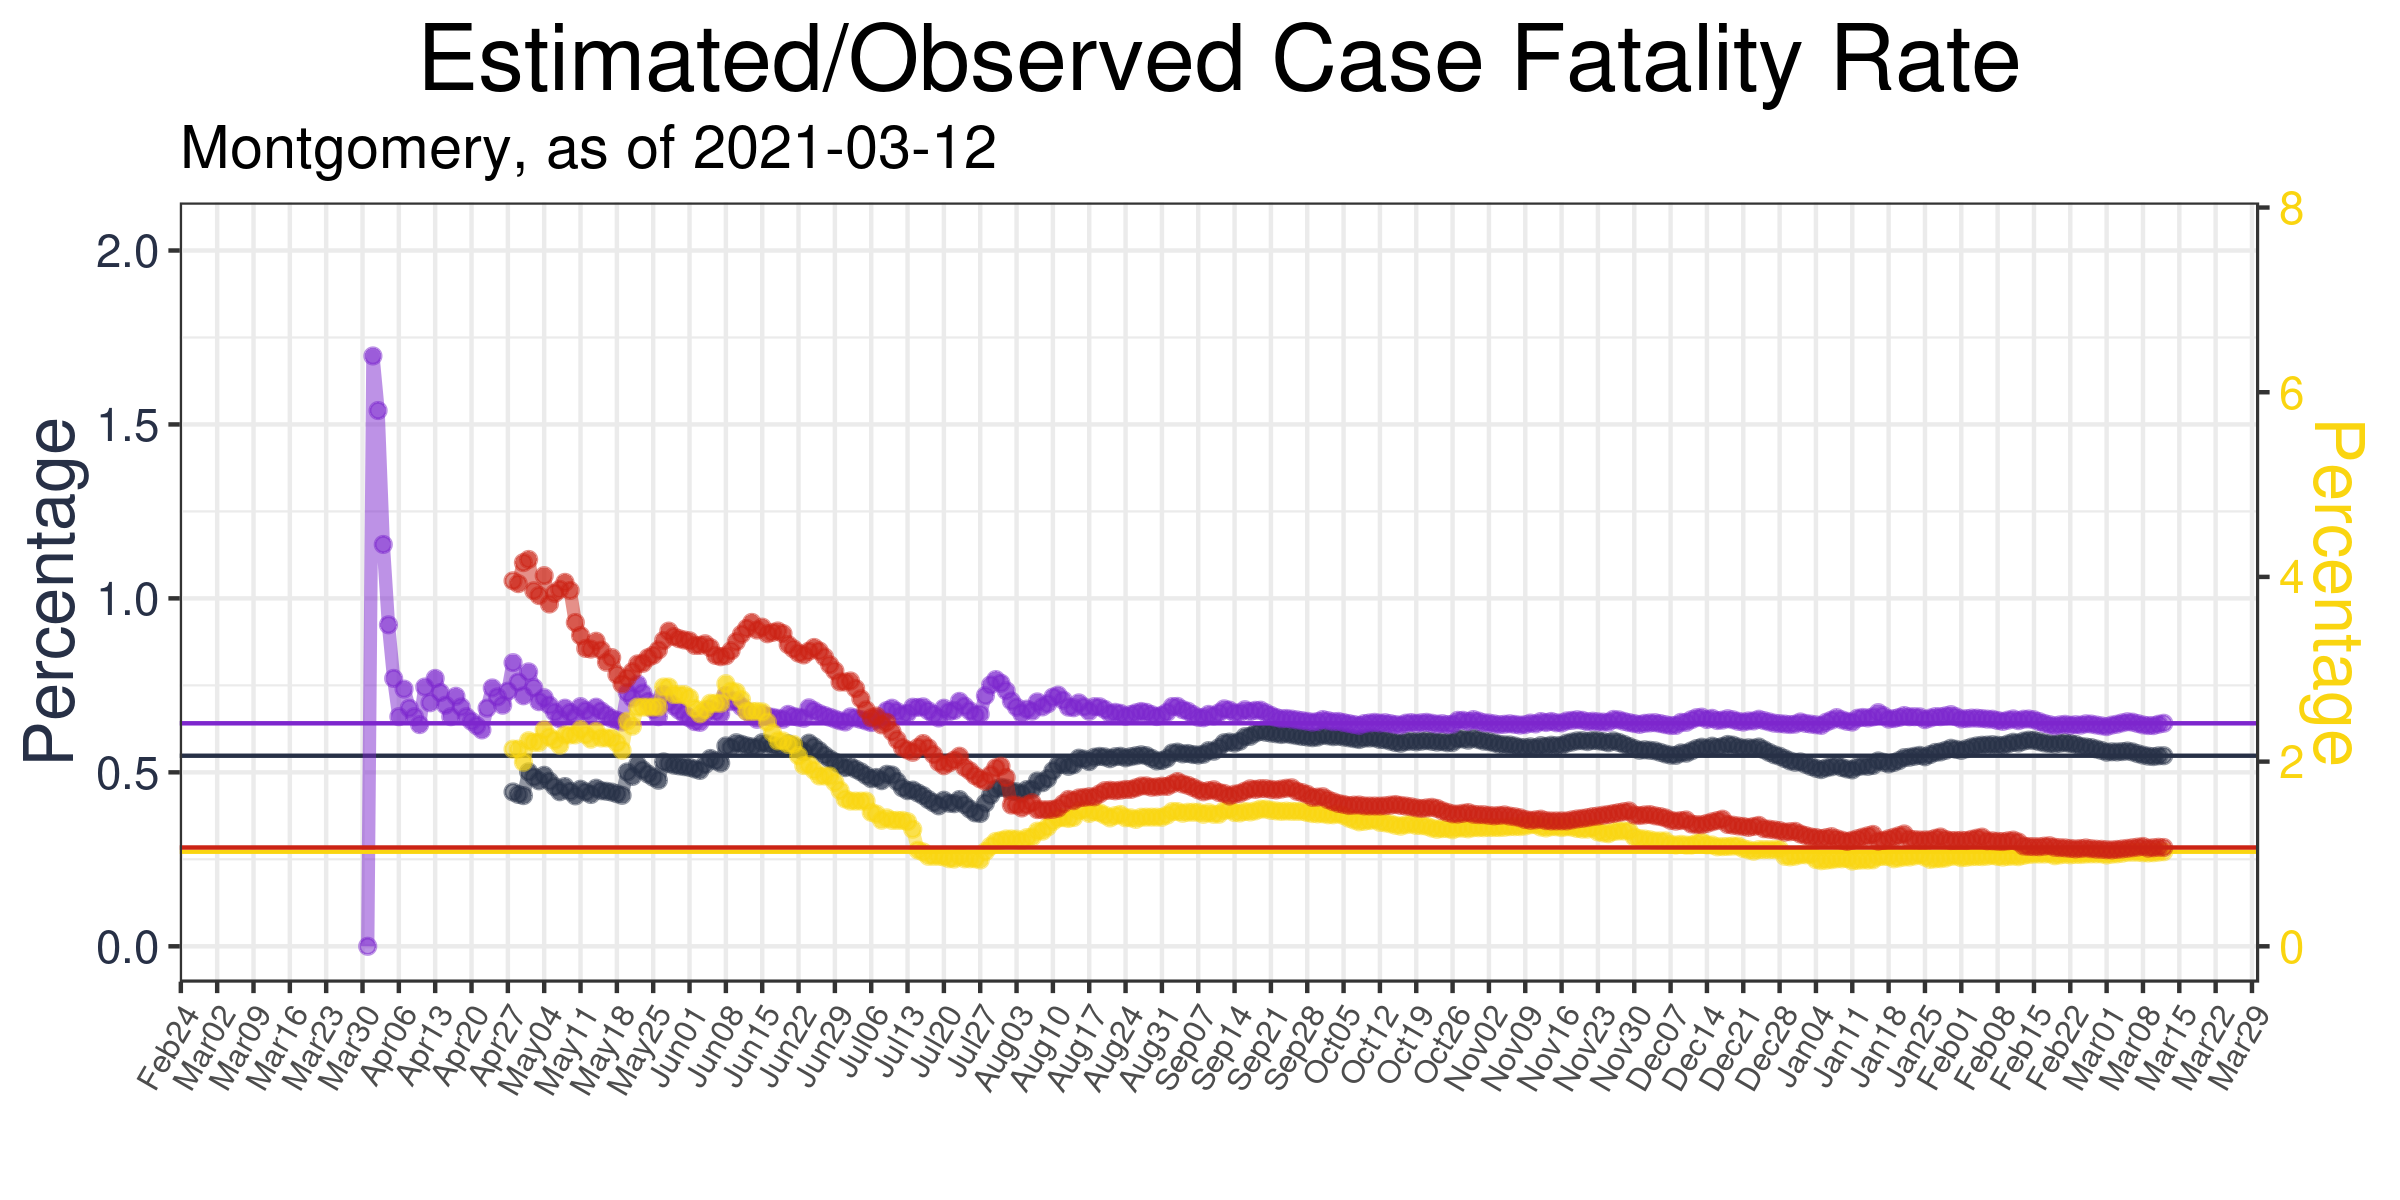 Estimated/Observed Case Fatality Rate
Montgomery, as of 2021-03-12
Percentage
2.0
1.5
1.0
0.5
0.0
8
6
4
2
0
Percentage
Feb24
Mar02
Mar09
Mar16
Mar23
Mar30
Apr06
Apr13
Apr20
Apr27
May04
May11
May18
May25
Jun01
Jun08
Jun15
Jun22
Jun29
Jul06
Jul13
Jul20
Jul27
Aug03
Aug10
Aug17
Aug24
Aug31
Sep07
Sep14
Sep21
Sep28
Oct05
Oct12
Oct19
Oct26
Nov02
Nov09
Nov16
Nov23
Nov30
Dec07
Dec14
Dec21
Dec28
Jan04
Jan11
Jan18
Jan25
Feb01
Feb08
Feb15
Feb22
Mar01
Mar08
Mar15
Mar22
Mar29